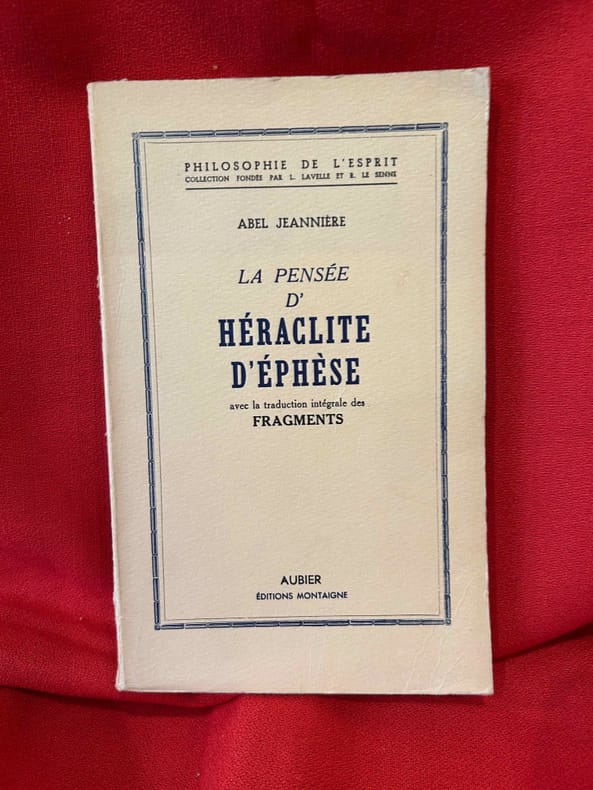 PHILOSOPHIE DE L'ESPRIT
COLLECTION FONDÉE PAR L. LAVELLE ET R. LE SENNE
ABEL JEANNIÈRE
LA PENSÉE
D'
HÉRACLITE
D'ÉPHÈSE
avec la traduction intégrale des
FRAGMENTS
AUBIER
ÉDITIONS MONTAIGNE